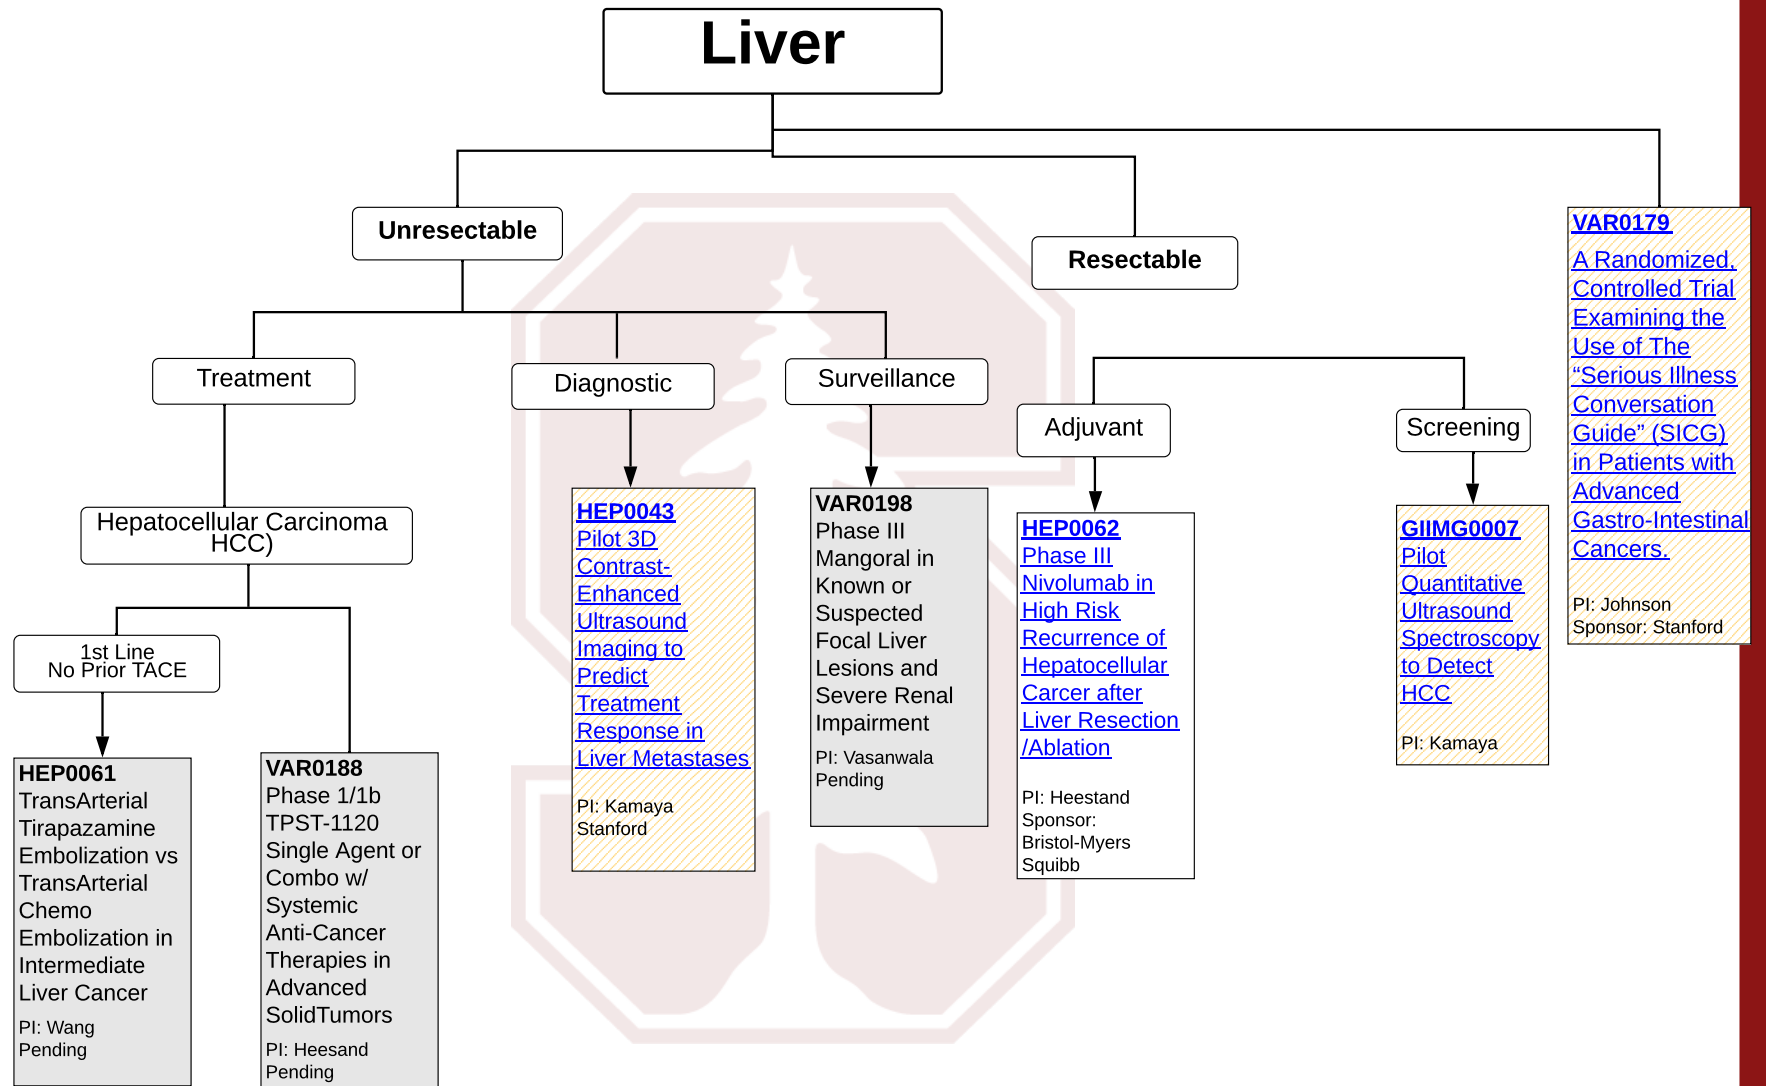 Liver
Unresectable
Resectable
Treatment
Diagnostic
Surveillance
Adjuvant
Screening
Hepatocellular Carcinoma
HCC)
1st Line
No Prior TACE
HEP0061
TransArterial
Tirapazamine
Embolization vs
TransArterial
Chemo
Embolization in
Intermediate
Liver Cancer
PI: Wang
Pending
VAR0188
Phase 1/1b
TPST-1120
Single Agent or
Combo w/
Systemic
Anti-Cancer
Therapies in
Advanced
SolidTumors
PI: Heesand
Pending
HEP0043
Pilot 3D
Contrast-
Enhanced
Ultrasound
Imaging to
Predict
Treatment
Response in
Liver Metastases
PI: Kamaya
Stanford
VAR0198
Phase III
Mangoral in
Known or
Suspected
Focal Liver
Lesions and
Severe Renal
Impairment
PI: Vasanwala
Pending
HEP0062
Phase III
Nivolumab in
High Risk
Recurrence of
Hepatocellular
Carcer after
Liver Resection
/Ablation
PI: Heestand
Sponsor:
Bristol-Myers
Squibb
GIIMG0007
Pilot
Quantitative
Ultrasound
Spectroscopy
to Detect
HCC
PI: Kamaya
VAR0179
A Randomized,
Controlled Trial
Examining the
Use of The
“Serious Illness
Conversation
Guide” (SICG)
in Patients with
Advanced
Gastro-Intestinal
Cancers.
PI: Johnson
Sponsor: Stanford